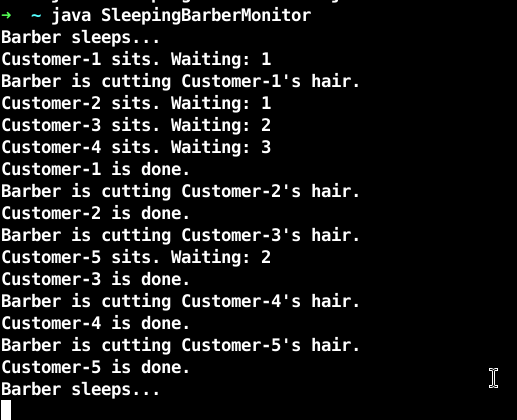 → ~ java SleepingBarberMonitor
Barber sleeps...
Customer-1 sits. Waiting: 1
Barber is cutting Customer-1's hair.
Customer-2 sits. Waiting: 1
Customer-3 sits. Waiting: 2
Customer-4 sits. Waiting: 3
Customer-1 is done.
Barber is cutting Customer-2's hair.
Customer-2 is done.
Barber is cutting Customer-3's hair.
Customer-5 sits. Waiting: 2
Customer-3 is done.
Barber is cutting Customer-4's hair.
Customer-4 is done.
Barber is cutting Customer-5's hair.
Customer-5 is done.
Barber sleeps...